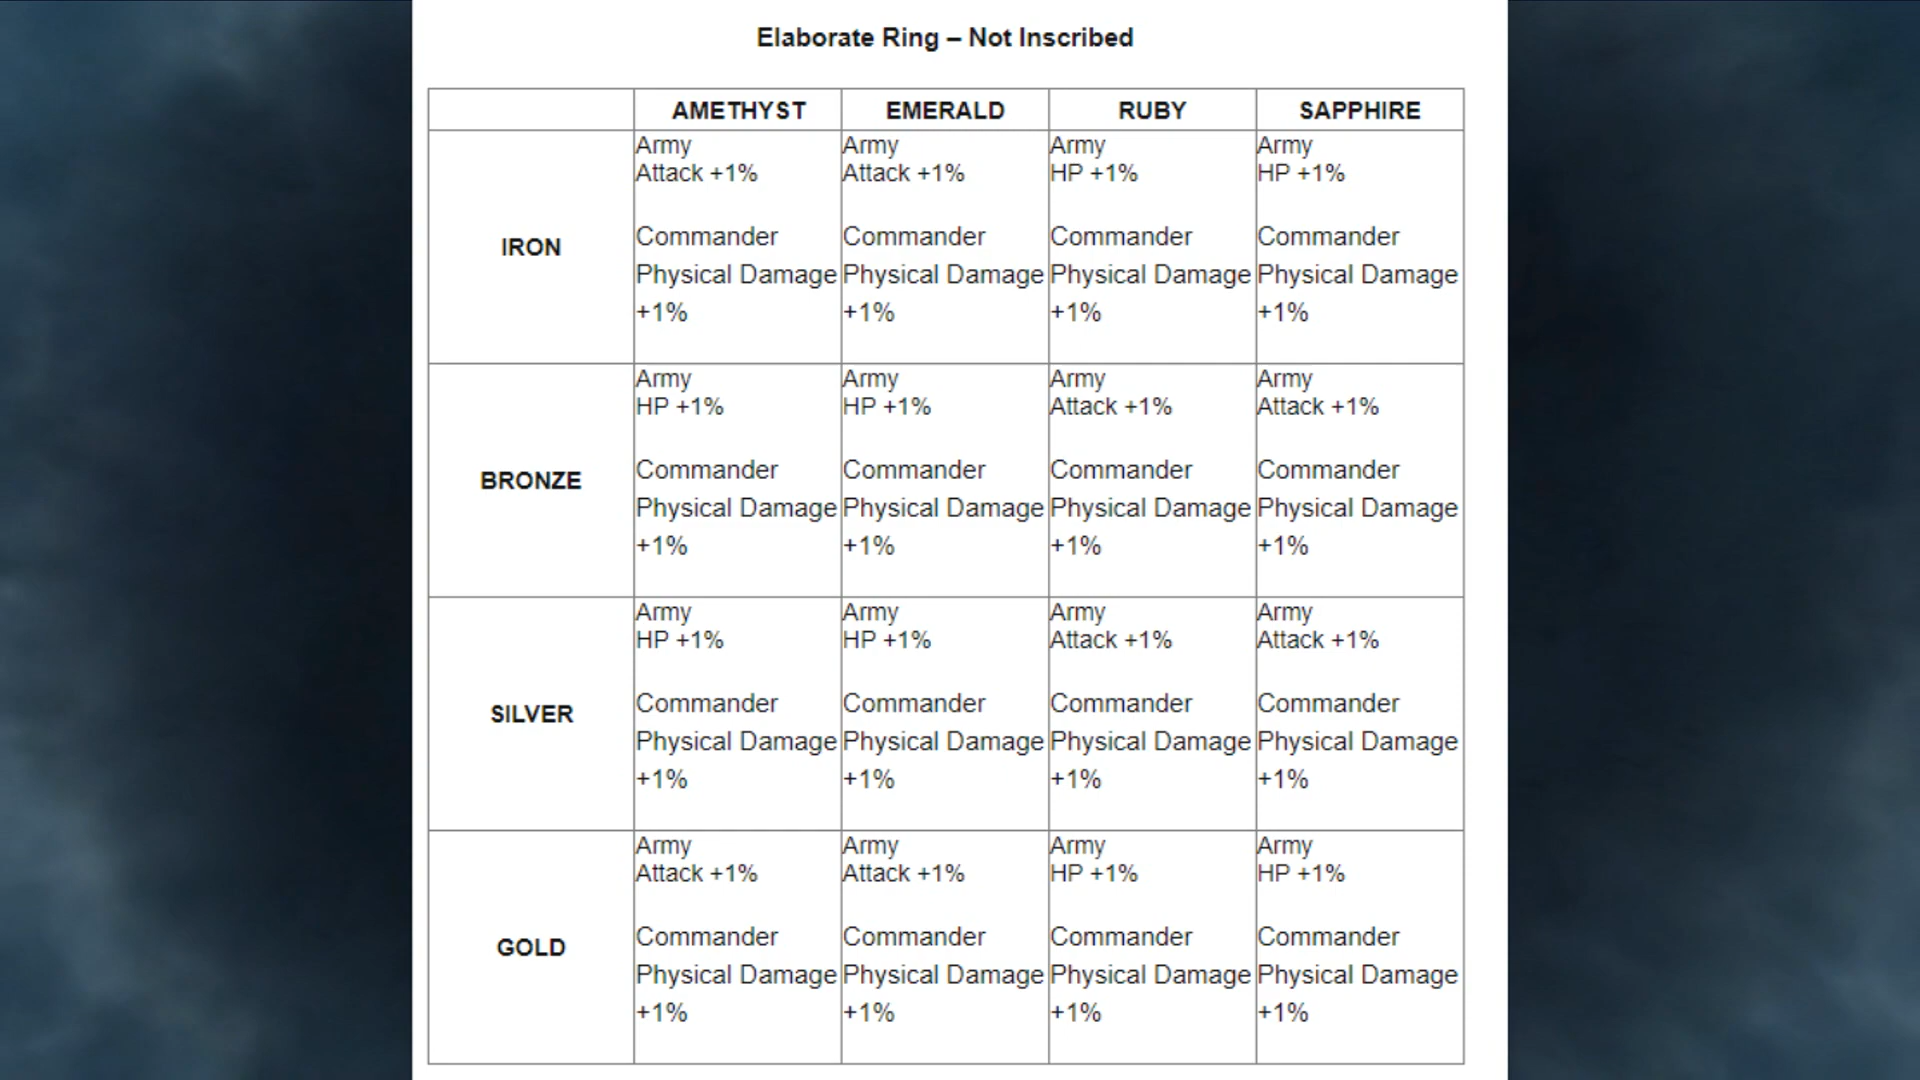 Elaborate Ring – Not Inscribed
AMETHYST EMERALD RUBY SAPPHIRE
IRON
Army
Attack +1%
Commander
Physical Damage
+1%
Army
Attack +1%
Commander
Physical Damage
+1%
Army
HP +1%
Commander
Physical Damage
+1%
Army
HP +1%
Commander
Physical Damage
+1%
BRONZE
Army
HP +1%
Commander
Physical Damage
+1%
Army
HP +1%
Commander
Physical Damage
+1%
Army
Attack +1%
Commander
Physical Damage
+1%
Army
Attack +1%
Commander
Physical Damage
+1%
SILVER
Army
HP +1%
Commander
Physical Damage
+1%
Army
HP +1%
Commander
Physical Damage
+1%
Army
Attack +1%
Commander
Physical Damage
+1%
Army
Attack +1%
Commander
Physical Damage
+1%
GOLD
Army
Attack +1%
Commander
Physical Damage
+1%
Army
Attack +1%
Commander
Physical Damage
+1%
Army
HP +1%
Commander
Physical Damage
+1%
Army
HP +1%
Commander
Physical Damage
+1%